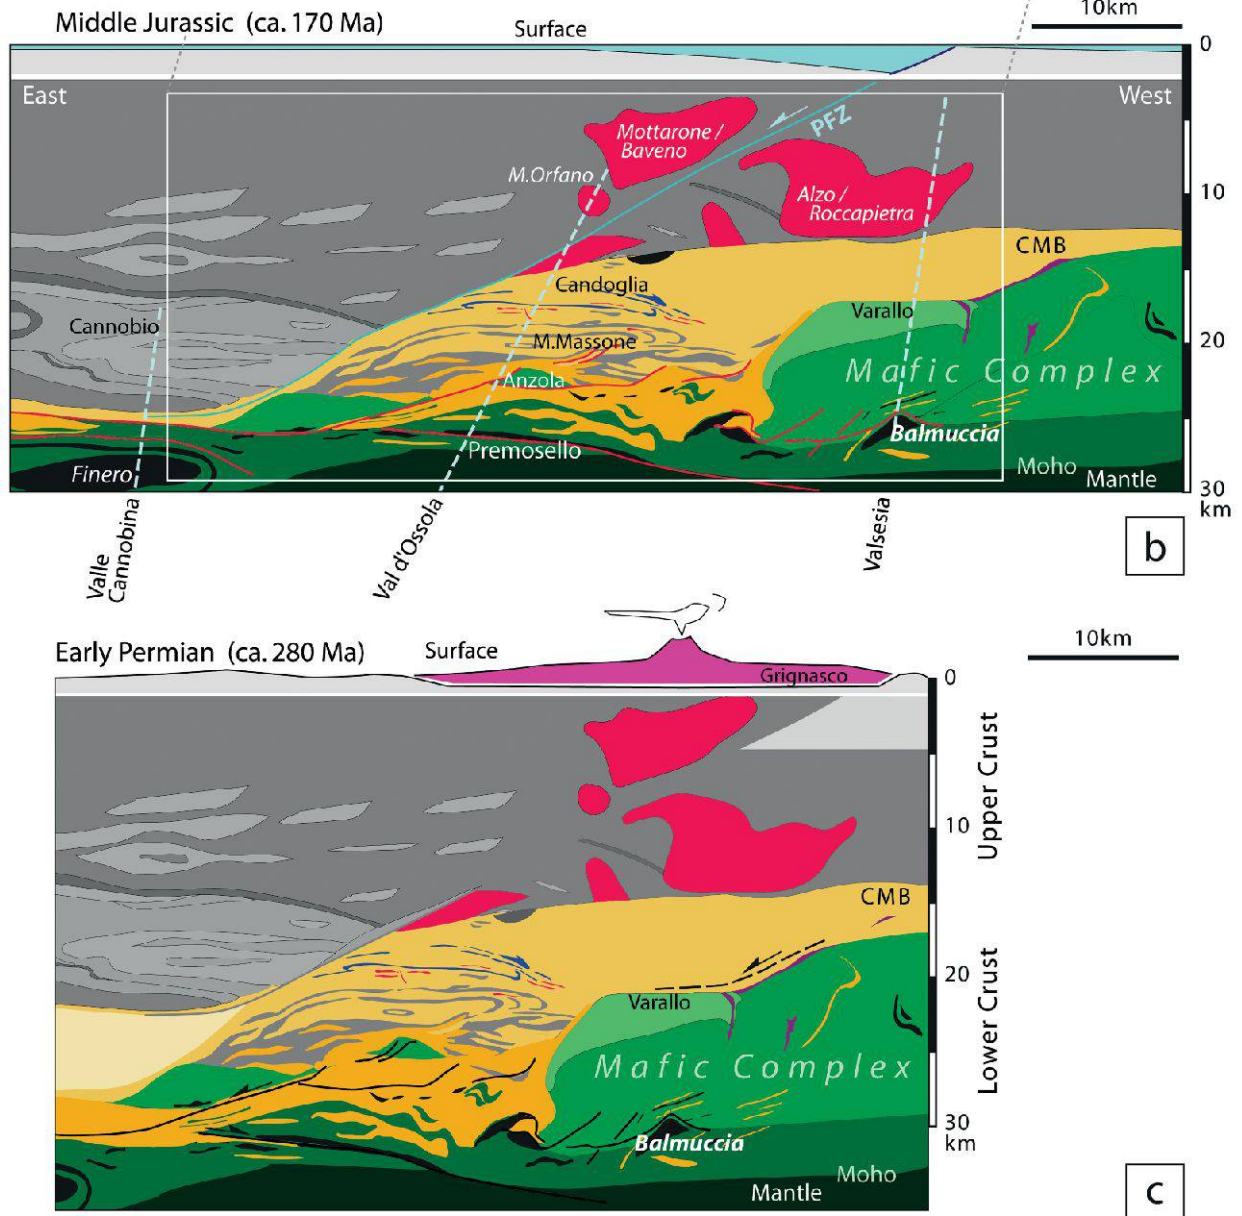 Middle Jurassic (ca. 170 Ma)
Surface
10km
0
East
West
PFZ
Mottarone /
Baveno
M.Orfano
Alzo /
Roccapietra
10
CMB
Candoglia
Varallo
Cannobio
M.Massone
20
Mafic Complex
Anzola
Balmuccia
Premosello
Moho
Finero
Mantle
30
km
Valle
Cannobina
Val d'Ossola
Valsesia
b
Early Permian (ca. 280 Ma)
Surface
10km
Grignasco
0
Upper Crust
10
CMB
20
Varallo
Lower Crust
Mafic Complex
30
km
Balmuccia
Moho
Mantle
c